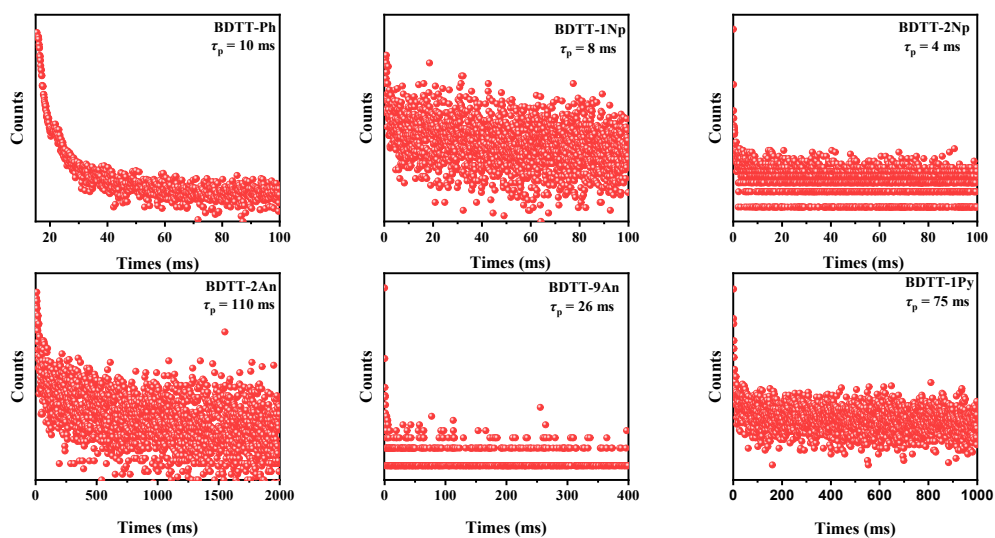 BDTT-Ph
τp = 10 ms
Counts
20 40 60 80 100
Times (ms)
BDTT-1Np
τp = 8 ms
Counts
0 20 40 60 80 100
Times (ms)
BDTT-2Np
τp = 4 ms
Counts
0 20 40 60 80 100
Times (ms)
BDTT-2An
τp = 110 ms
Counts
0 500 1000 1500 2000
Times (ms)
BDTT-9An
τp = 26 ms
Counts
0 100 200 300 400
Times (ms)
BDTT-1Py
τp = 75 ms
Counts
0 200 400 600 800 1000
Times (ms)